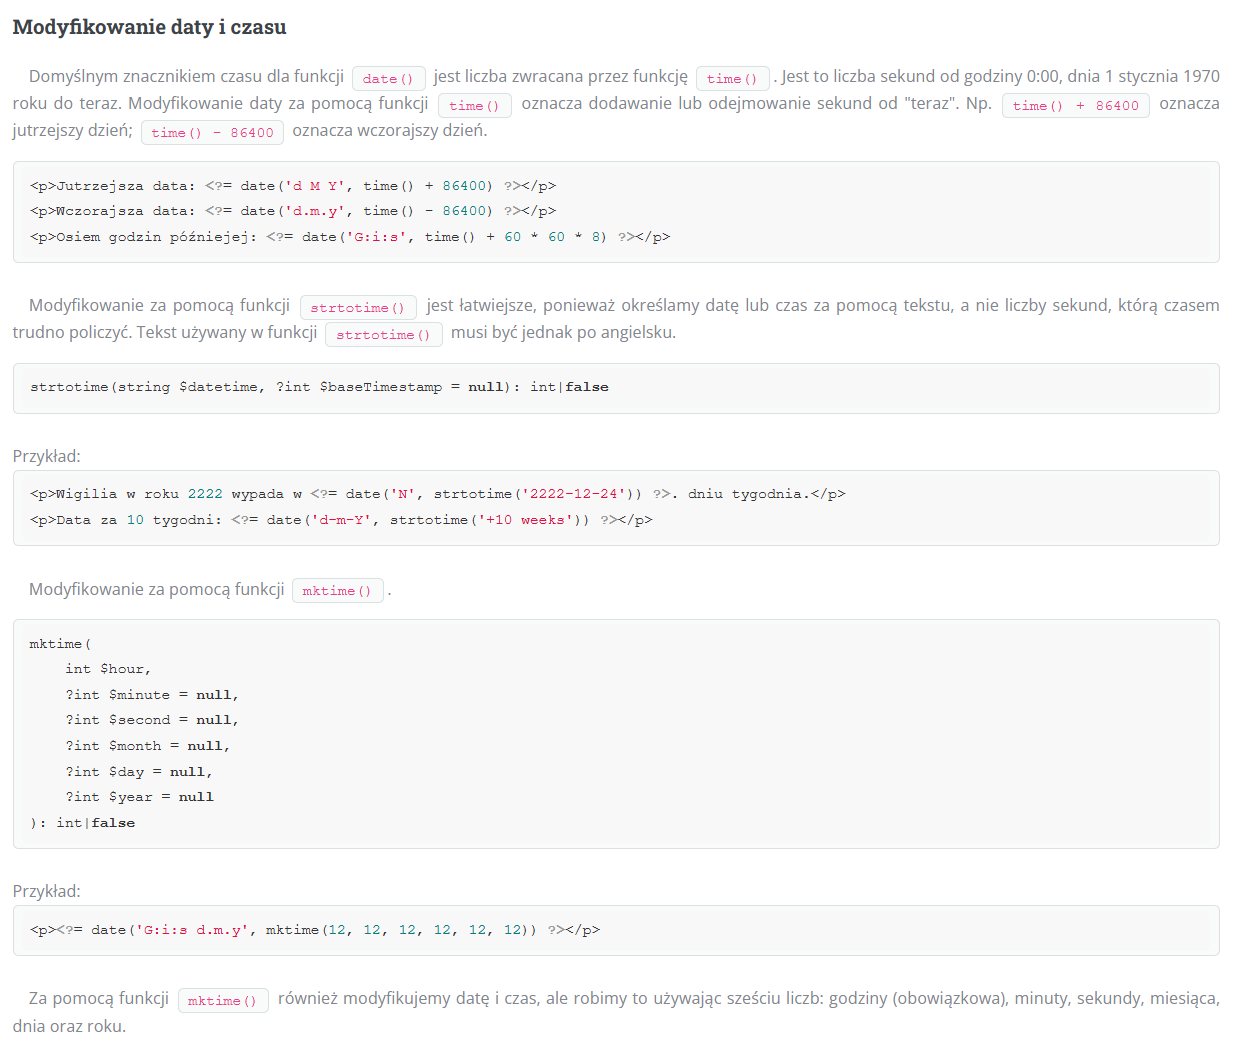 Modyfikowanie daty i czasu
Domyślnym znacznikiem czasu dla funkcji date() jest liczba zwracana przez funkcję time() . Jest to liczba sekund od godziny 0:00, dnia 1 stycznia 1970
roku do teraz. Modyfikowanie daty za pomocą funkcji time() oznacza dodawanie lub odejmowanie sekund od "teraz". Np. time() + 86400 oznacza
jutrzejszy dzień; time() - 86400 oznacza wczorajszy dzień.
<p>Jutrzejsza data: <?= date('d M Y', time() + 86400) ?></p>
<p>Wczorajsza data: <?= date('d.m.y', time() - 86400) ?></p>
<p>Osiem godzin późniejej: <?= date('G:i:s', time() + 60 * 60 * 8) ?></p>
Modyfikowanie za pomocą funkcji strtotime() jest łatwiejsze, ponieważ określamy datę lub czas za pomocą tekstu, a nie liczby sekund, którą czasem
trudno policzyć. Tekst używany w funkcji strtotime() musi być jednak po angielsku.
strtotime(string $datetime, ?int $baseTimestamp = null): int|false
Przykład:
<p>Wigilia w roku 2222 wypada w <?= date('N', strtotime('2222-12-24')) ?>. dniu tygodnia.</p>
<p>Data za 10 tygodni: <?= date('d-m-Y', strtotime('+10 weeks')) ?></p>
Modyfikowanie za pomocą funkcji mktime() .
mktime(
    int $hour,
    ?int $minute = null,
    ?int $second = null,
    ?int $month = null,
    ?int $day = null,
    ?int $year = null
): int|false
Przykład:
<p><?= date('G:i:s d.m.y', mktime(12, 12, 12, 12, 12, 12)) ?></p>
Za pomocą funkcji mktime() również modyfikujemy datę i czas, ale robimy to używając sześciu liczb: godziny (obowiązkowa), minuty, sekundy, miesiąca,
dnia oraz roku.